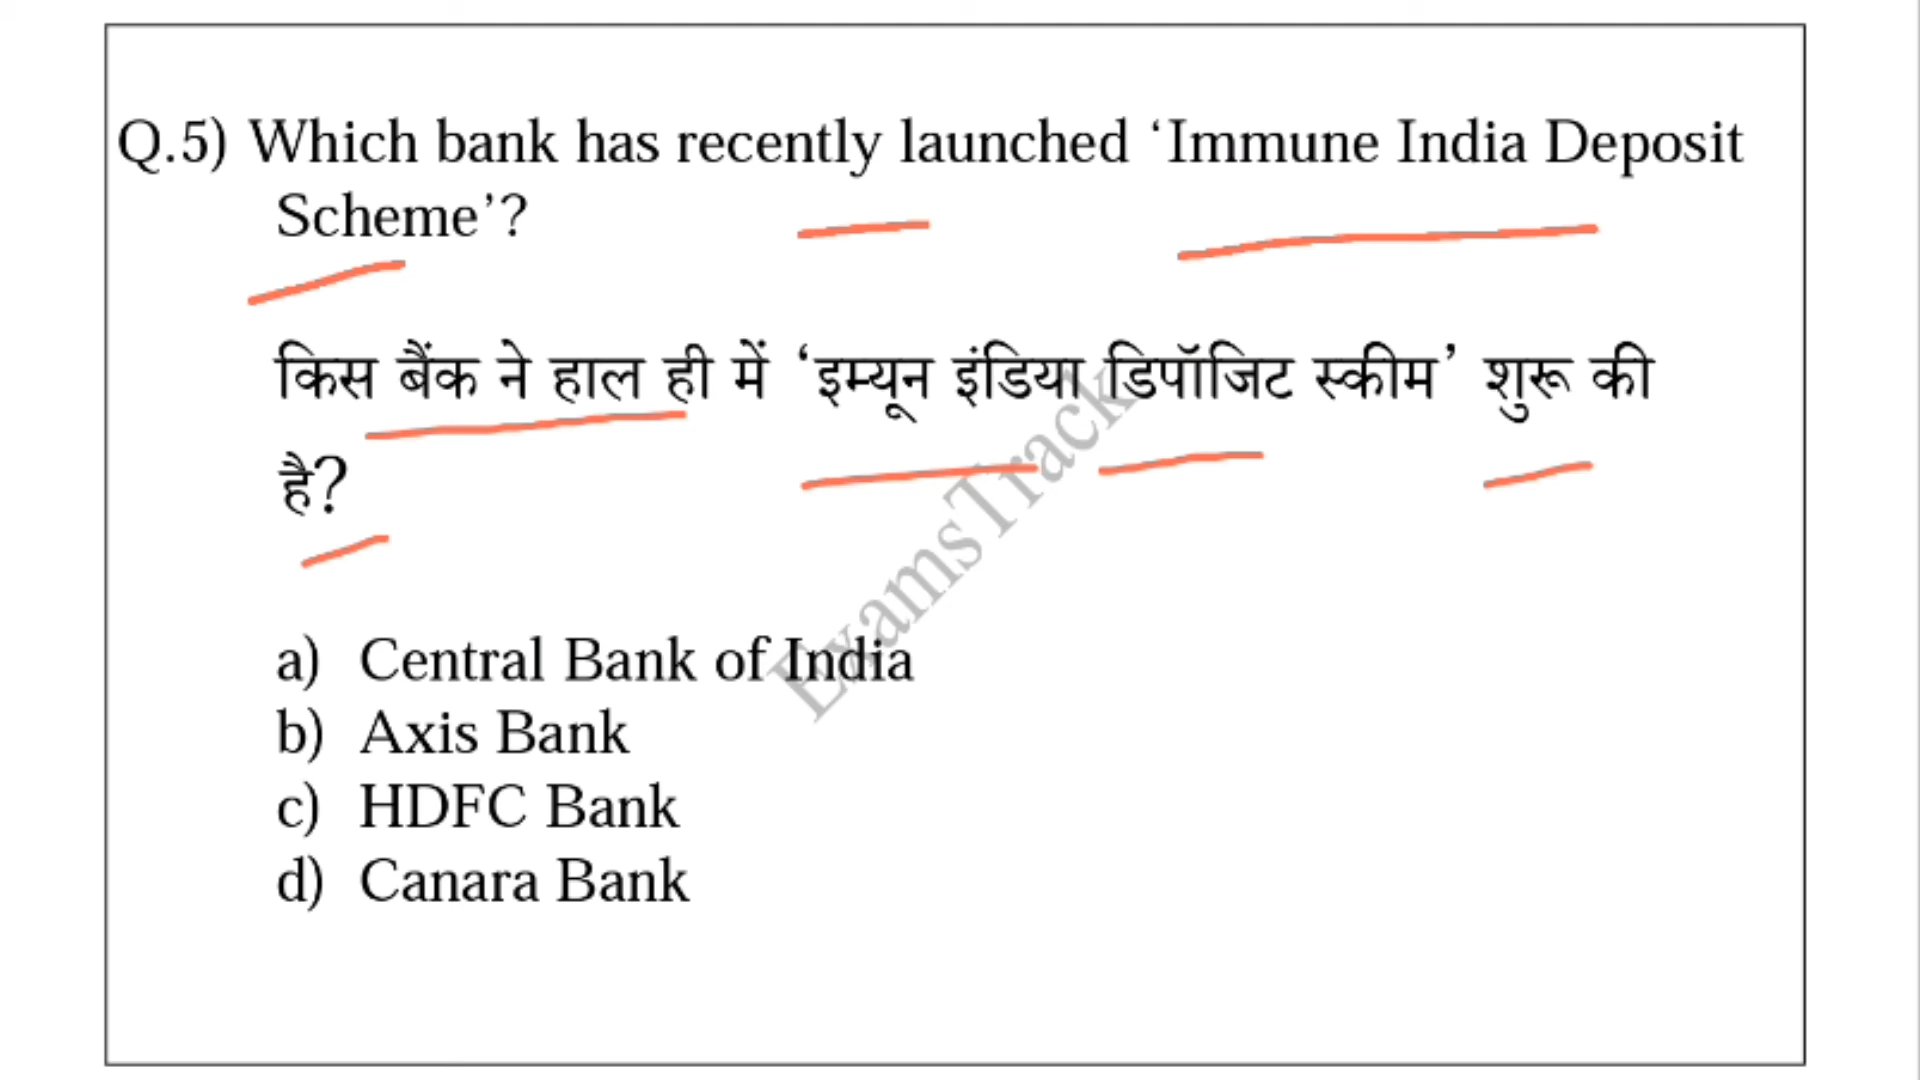 Q.5) Which bank has recently launched ‘Immune India Deposit
Scheme’?
किस बैंक ने हाल ही में ‘इम्यून इंडिया डिपॉजिट स्कीम’ शुरू की
है?
a) Central Bank of India
b) Axis Bank
c) HDFC Bank
d) Canara Bank
ExamsTrack